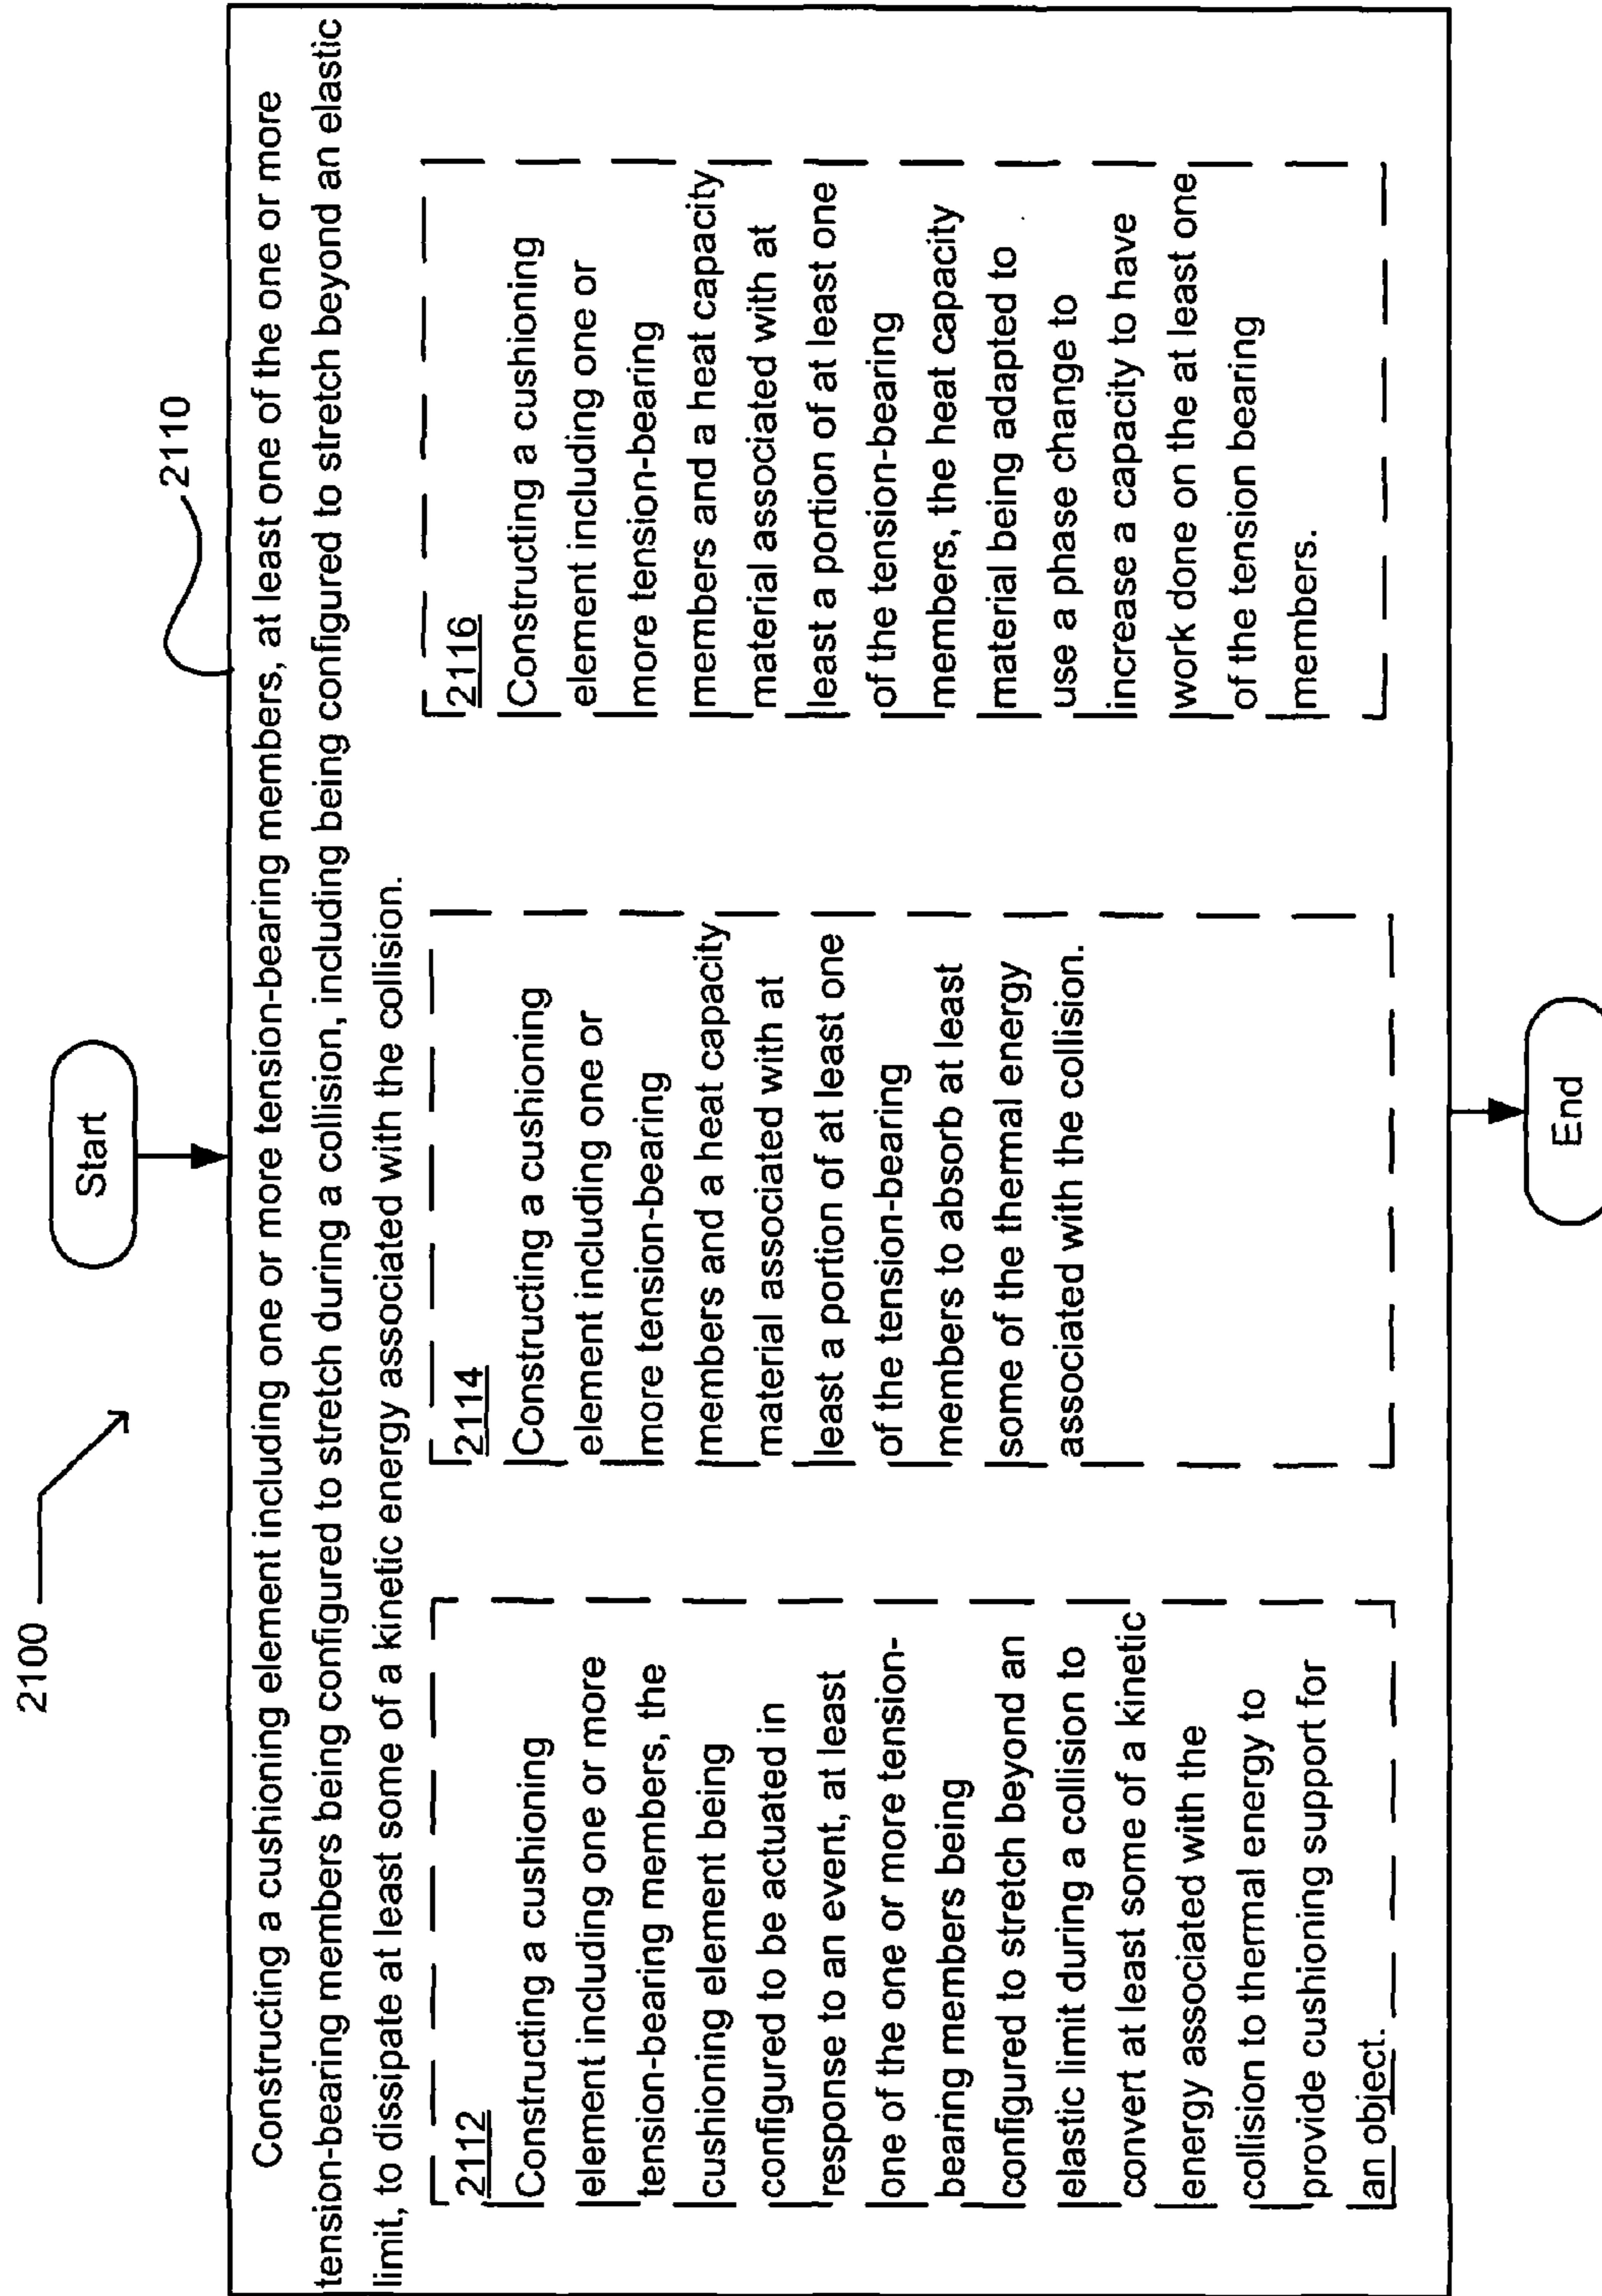 2100
Start
2110
Constructing a cushioning element including one or more tension-bearing members, at least one of the one or more
tension-bearing members being configured to stretch during a collision, including being configured to stretch beyond an elastic
limit, to dissipate at least some of a kinetic energy associated with the collision.
2112
Constructing a cushioning
element including one or more
tension-bearing members, the
cushioning element being
configured to be actuated in
response to an event, at least
one of the one or more tension-
bearing members being
configured to stretch beyond an
elastic limit during a collision to
convert at least some of a kinetic
energy associated with the
collision to thermal energy to
provide cushioning support for
an object.
2114
Constructing a cushioning
element including one or
more tension-bearing
members and a heat capacity
material associated with at
least a portion of at least one
of the tension-bearing
members to absorb at least
some of the thermal energy
associated with the collision.
2116
Constructing a cushioning
element including one or
more tension-bearing
members and a heat capacity
material associated with at
least a portion of at least one
of the tension-bearing
members, the heat capacity
material being adapted to
use a phase change to
increase a capacity to have
work done on the at least one
of the tension bearing
members.
End